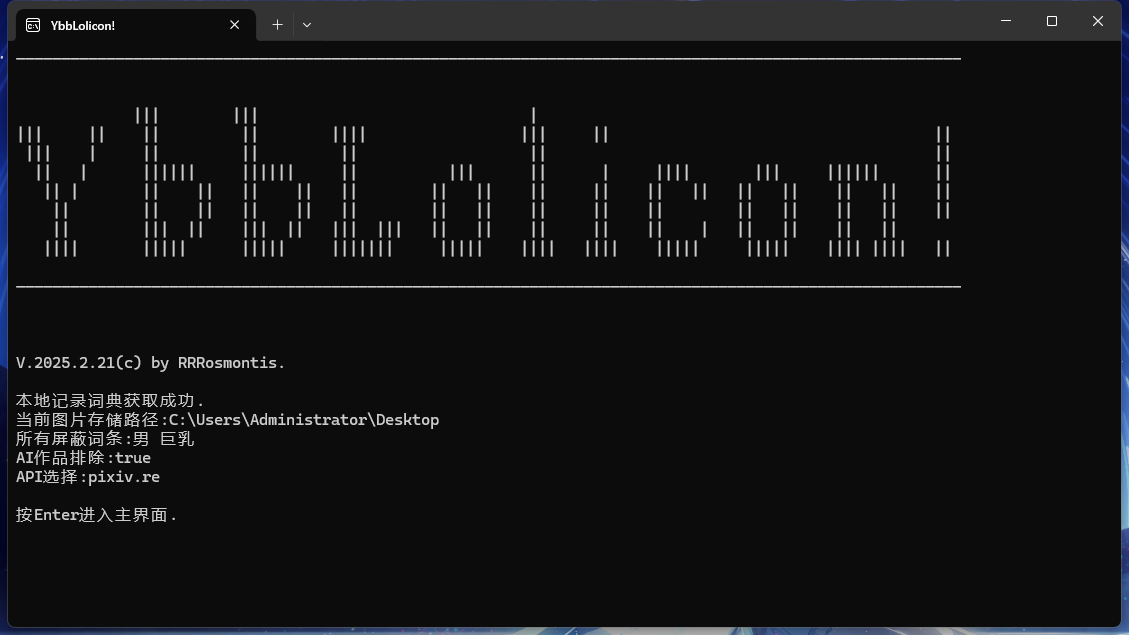 YbbLolicon!
YbbLolicon!
V.2025.2.21(c) by RRRosmontis.
本地记录词典获取成功.
当前图片存储路径:C:\Users\Administrator\Desktop
所有屏蔽词条:男 巨乳
AI作品排除:true
API选择:pixiv.re
按Enter进入主界面.